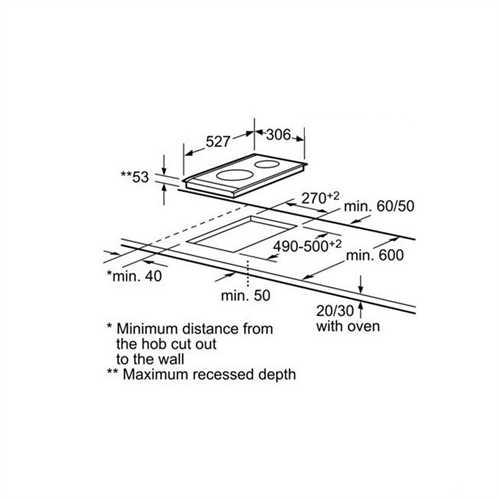 527
306
**53
270+2
min. 60/50
490-500+2
min. 600
*min. 40
min. 50
20/30
with oven
* Minimum distance from
the hob cut out
to the wall
** Maximum recessed depth